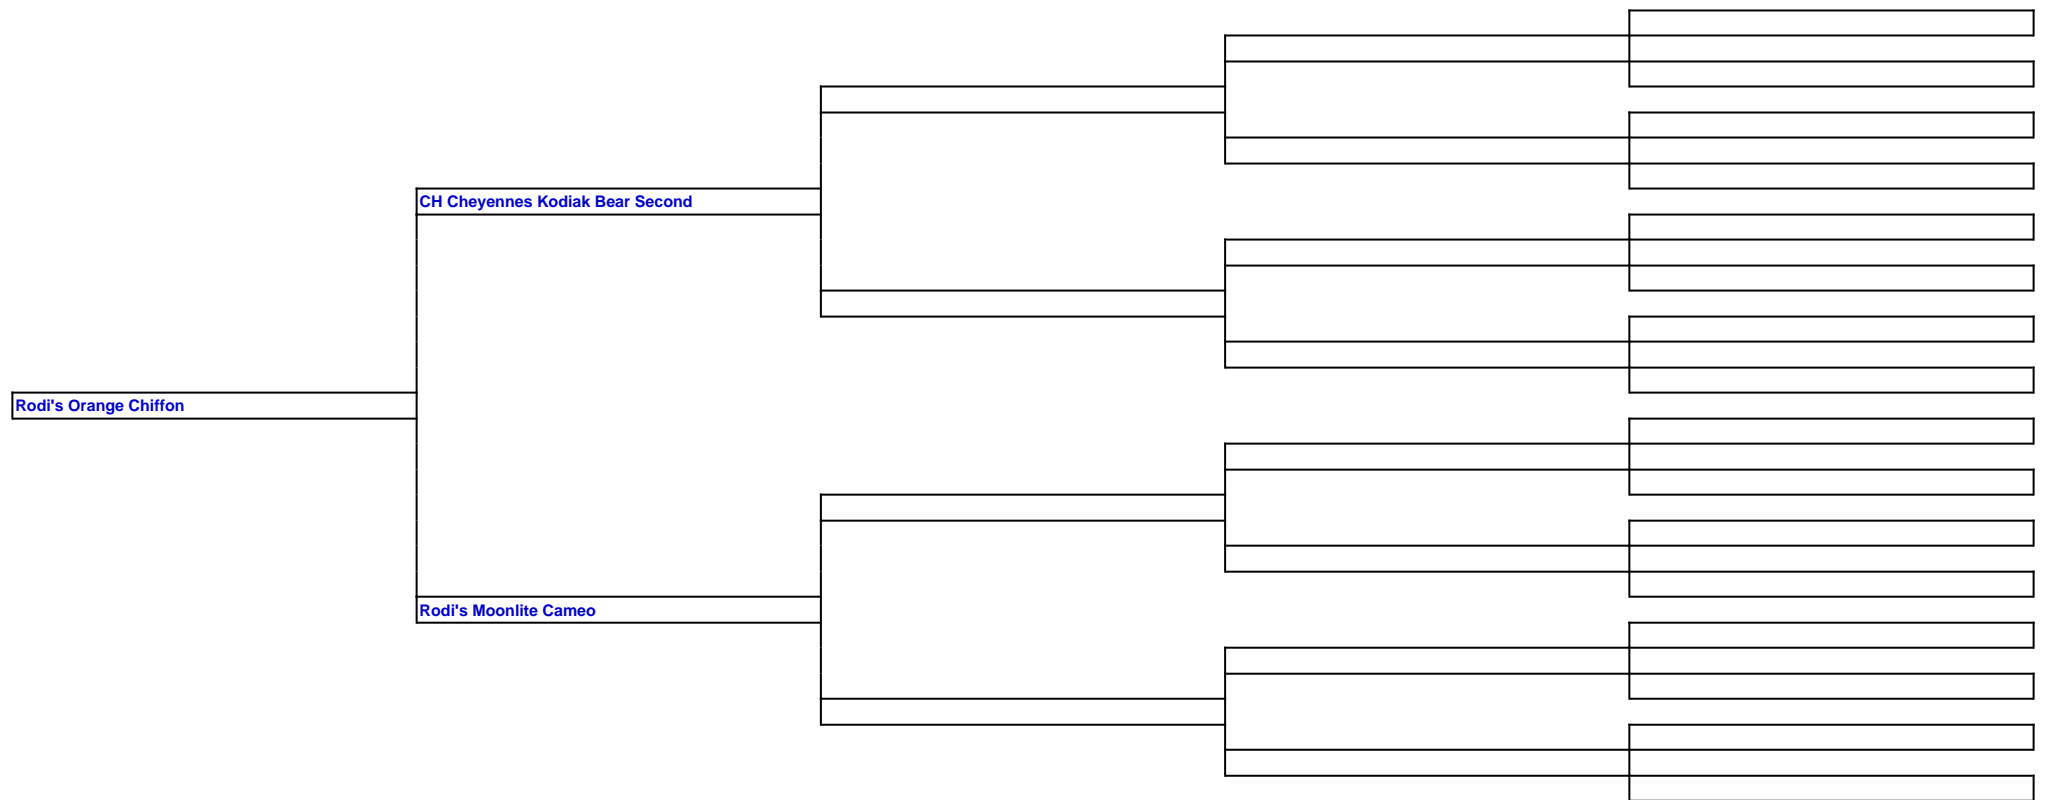 CH Cheyennes Kodiak Bear Second
Rodi's Orange Chiffon
Rodi's Moonlite Cameo